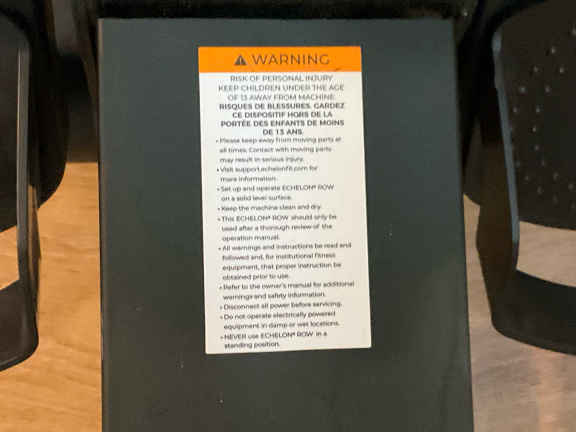 WARNING
RISK OF PERSONAL INJURY
KEEP CHILDREN UNDER THE AGE
OF 13 AWAY FROM MACHINE
RISQUES DE BLESSURES. GARDEZ
CE DISPOSITIF HORS DE LA
PORTÉE DES ENFANTS DE MOINS
DE 13 ANS.
• Please keep away from moving parts at
all times. Contact with moving parts
may result in serious injury.
• Visit support.echelonfit.com for
more information.
• Set up and operate ECHELON® ROW
on a solid level surface.
• Keep the machine clean and dry.
• This ECHELON® ROW should only be
used after a thorough review of the
operation manual.
• All warnings and instructions be read and
followed and, for institutional fitness
equipment, that proper instruction be
obtained prior to use.
• Refer to the owner's manual for additional
warnings and safety information.
• Disconnect all power before servicing.
• Do not operate electrically powered
equipment in damp or wet locations.
• NEVER use ECHELON® ROW in a
standing position.